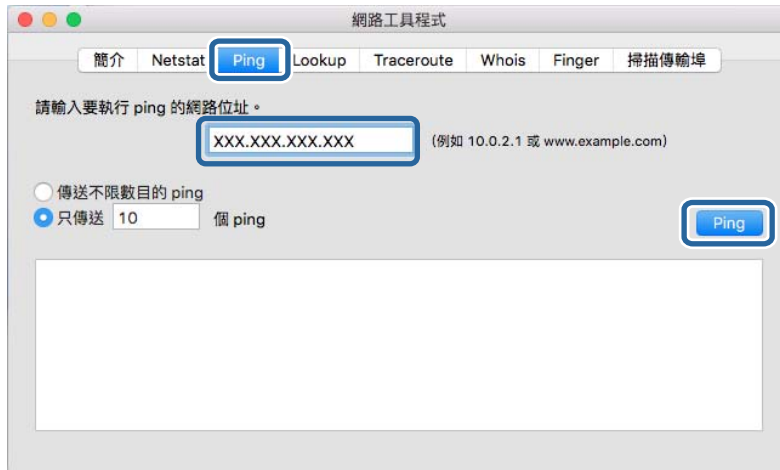 網路工具程式
簡介 Netstat Ping Lookup Traceroute Whois Finger 掃描傳輸埠
請輸入要執行 ping 的網路位址。
XXX.XXX.XXX.XXX (例如 10.0.2.1 或 www.example.com)
傳送不限數目的 ping
只傳送 10 個 ping
Ping